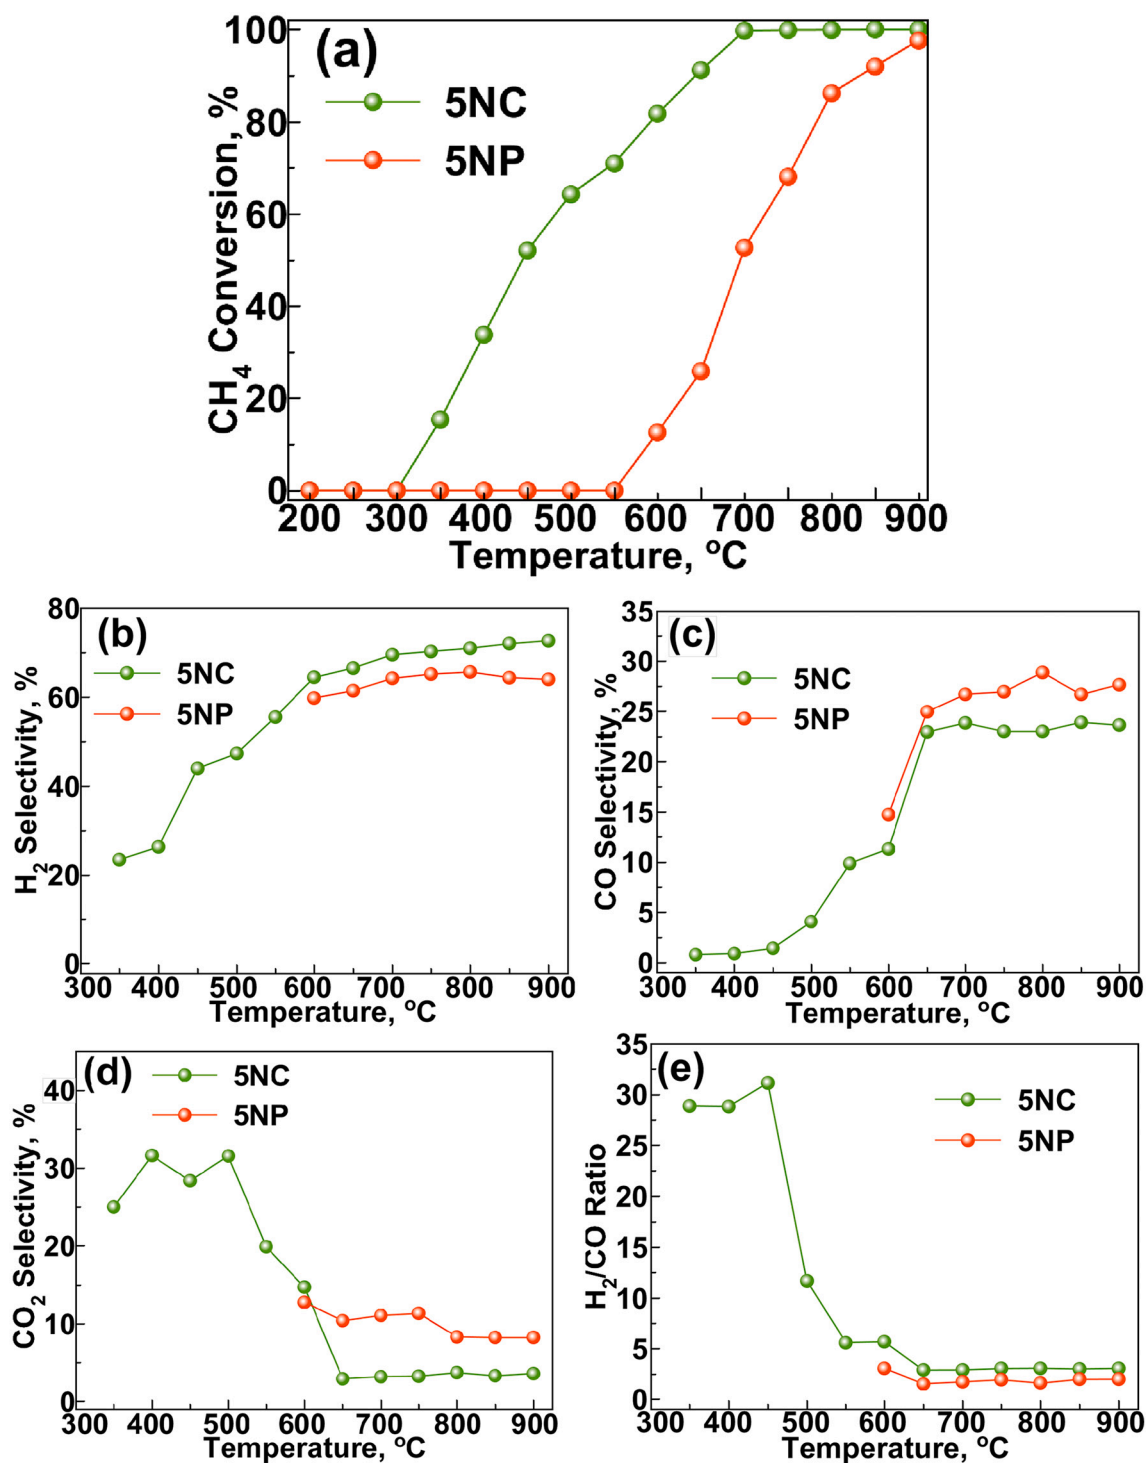 (a)
5NC
5NP
CH4 Conversion, %
100
80
60
40
20
0
200 300 400 500 600 700 800 900
Temperature, °C
(b)
5NC
5NP
H2 Selectivity, %
80
60
40
20
0
300 400 500 600 700 800 900
Temperature, °C
(c)
5NC
5NP
CO Selectivity, %
35
30
25
20
15
10
5
0
300 400 500 600 700 800 900
Temperature, °C
(d)
5NC
5NP
CO2 Selectivity, %
40
30
20
10
0
300 400 500 600 700 800 900
Temperature, °C
(e)
5NC
5NP
H2/CO Ratio
35
30
25
20
15
10
5
0
300 400 500 600 700 800 900
Temperature, °C